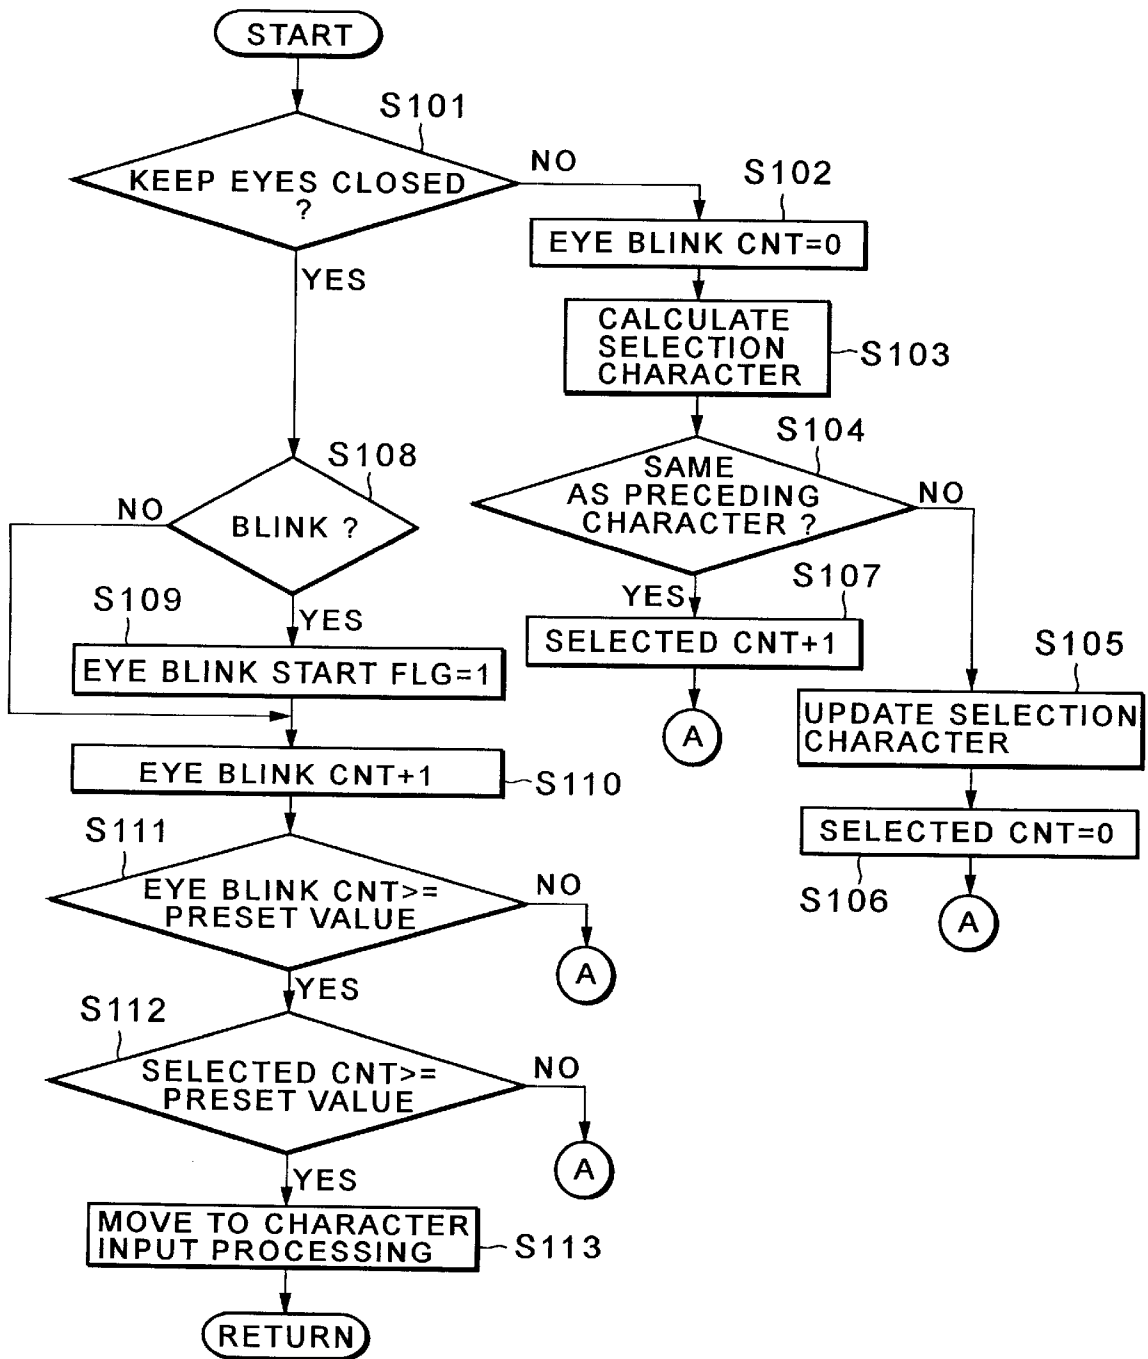 START
S101
KEEP EYES CLOSED
?
NO
YES
S102
EYE BLINK CNT=0
CALCULATE
SELECTION
CHARACTER
S103
S104
SAME
AS PRECEDING
CHARACTER ?
NO
YES
S107
SELECTED CNT+1
A
S105
UPDATE SELECTION
CHARACTER
SELECTED CNT=0
S106
A
S108
BLINK ?
NO
YES
S109
EYE BLINK START FLG=1
EYE BLINK CNT+1
S110
S111
EYE BLINK CNT>=
PRESET VALUE
NO
A
YES
S112
SELECTED CNT>=
PRESET VALUE
NO
A
YES
MOVE TO CHARACTER
INPUT PROCESSING
S113
RETURN